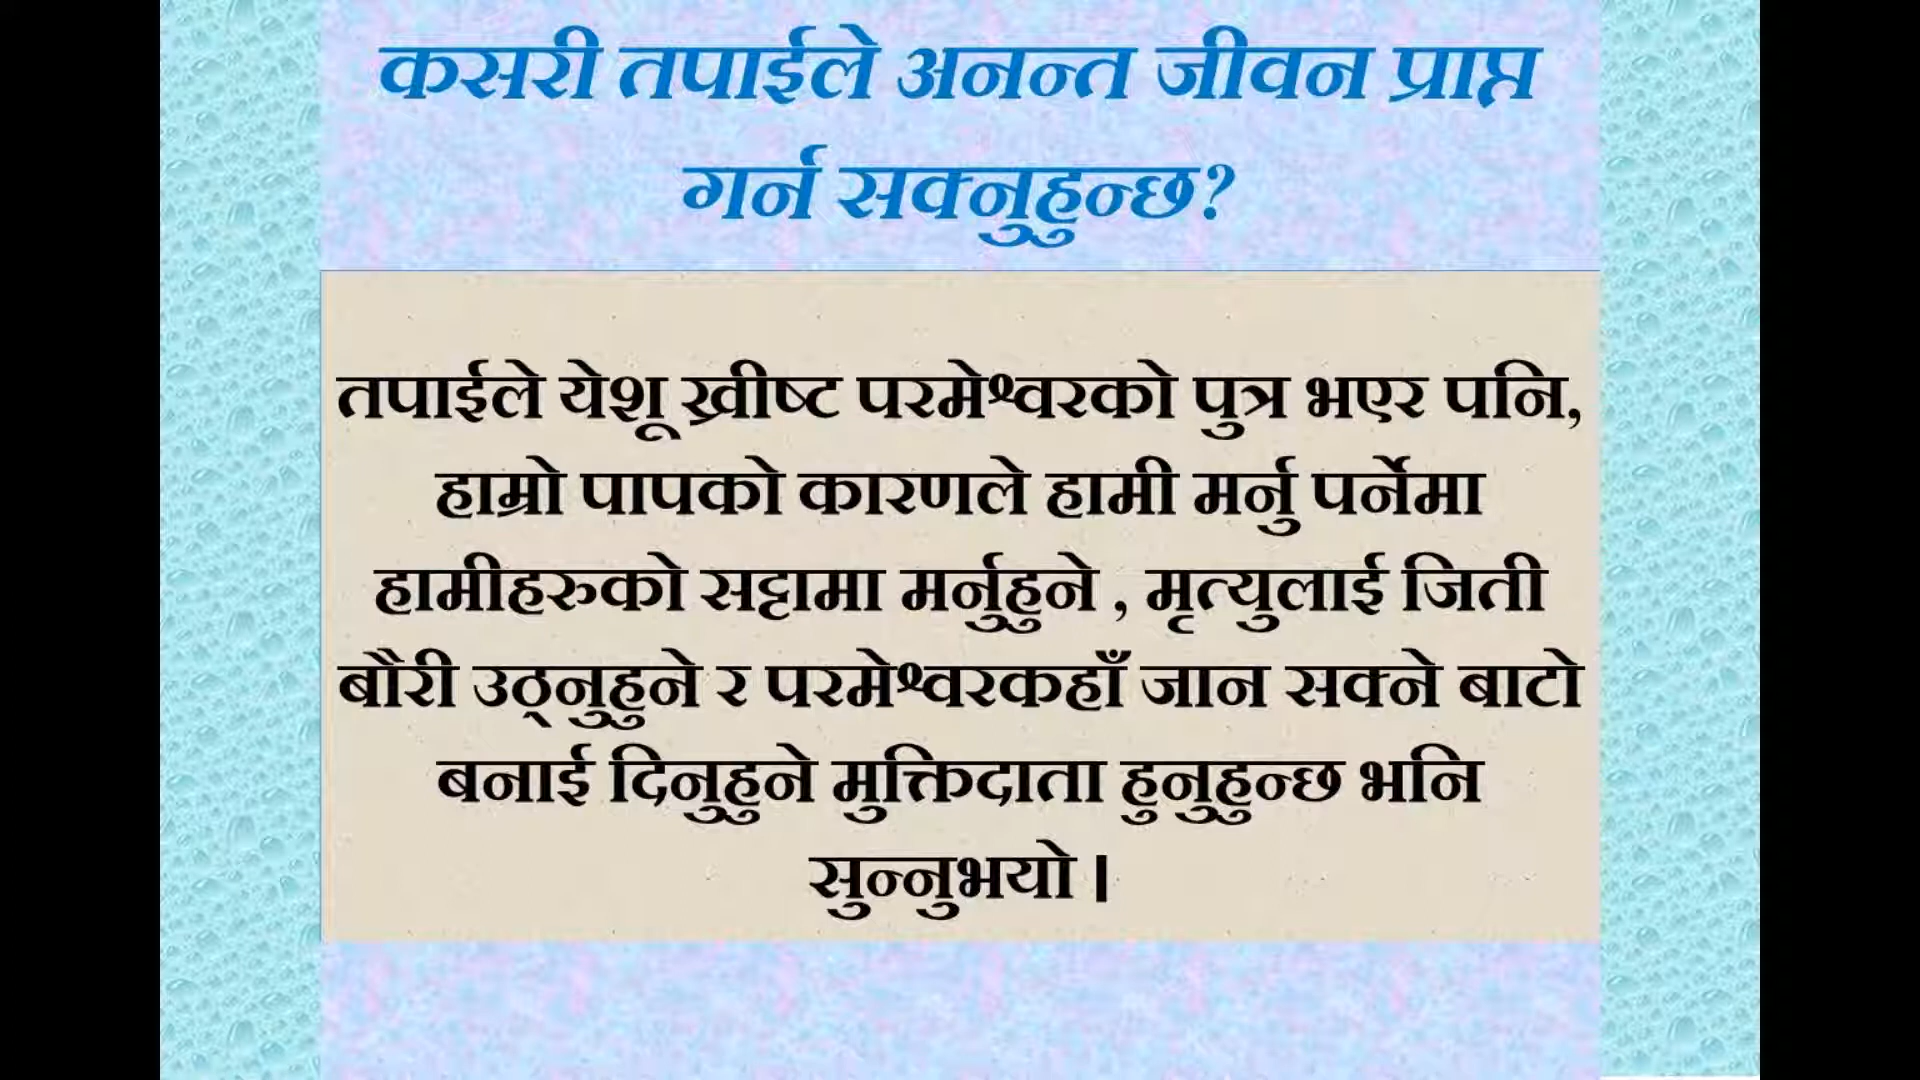 कसरी तपाईले अनन्त जीवन प्राप्त
गर्न सक्नुहुन्छ?
तपाईले येशू ख्रीष्ट परमेश्वरको पुत्र भएर पनि,
हाम्रो पापको कारणले हामी मर्नु पर्नेमा
हामीहरुको सट्टामा मर्नुहुने , मृत्युलाई जिती
बौरी उठ्नुहुने र परमेश्वरकहाँ जान सक्ने बाटो
बनाई दिनुहुने मुक्तिदाता हुनुहुन्छ भनि
सुन्नुभयो ।